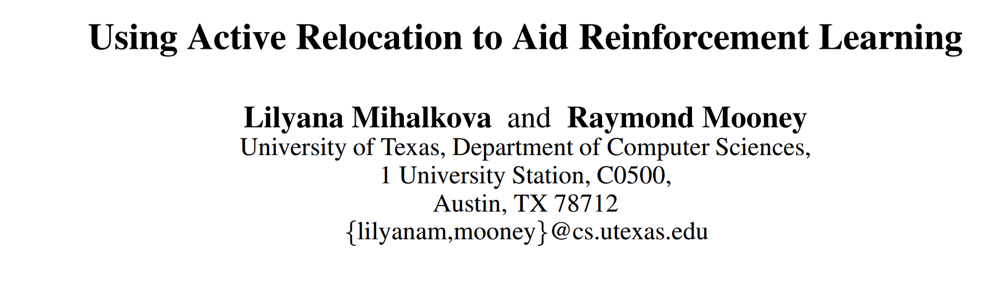 Using Active Relocation to Aid Reinforcement Learning
Lilyana Mihalkova and Raymond Mooney
University of Texas, Department of Computer Sciences,
1 University Station, C0500,
Austin, TX 78712
{lilyanam,mooney}@cs.utexas.edu